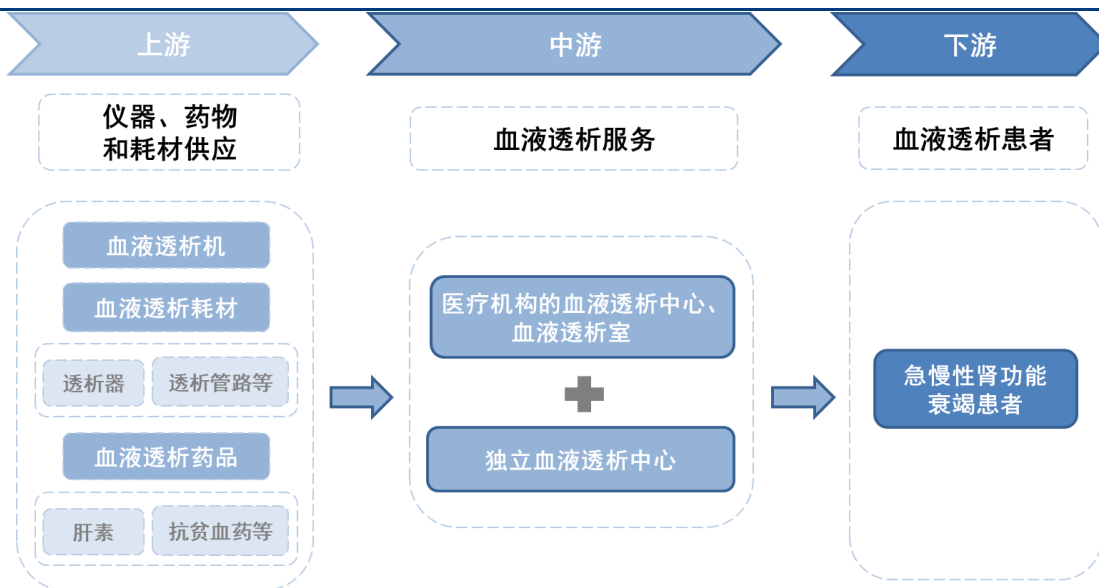 上游
中游
下游
仪器、药物
和耗材供应
血液透析服务
血液透析患者
血液透析机
血液透析耗材
透析器
透析管路等
血液透析药品
肝素
抗贫血药等
医疗机构的血液透析中心、
血液透析室
独立血液透析中心
急慢性肾功能
衰竭患者